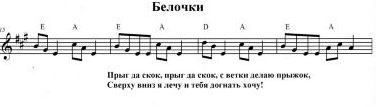 Белочки
E A E A D A E A
Прыг да скок, прыг да скок, с ветки делаю прыжок,
Сверху вниз я лечу и тебя догнать хочу!